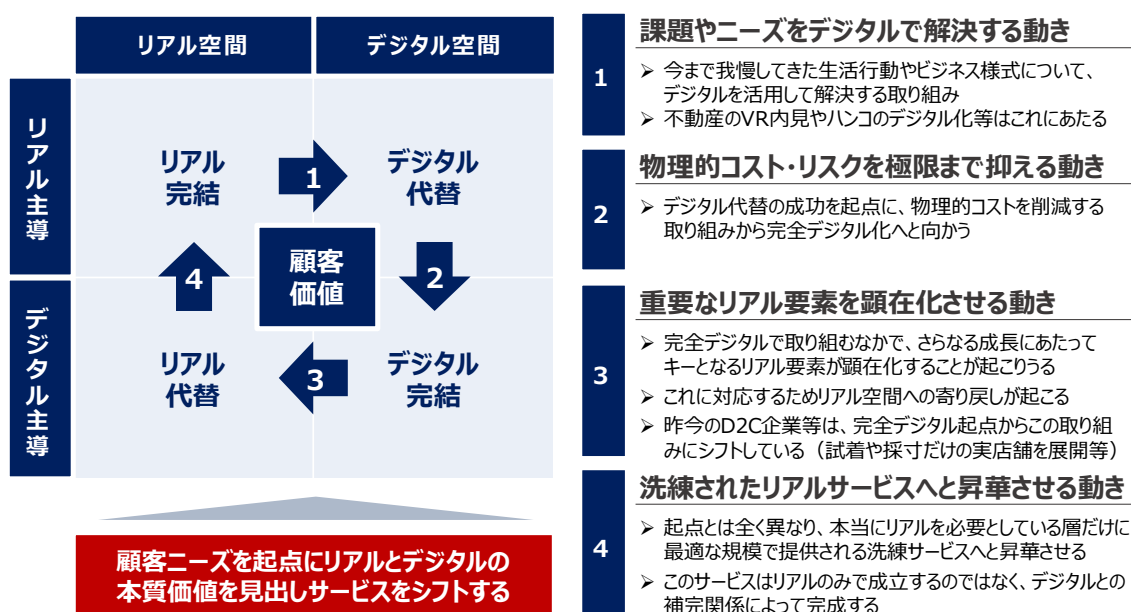 リアル空間
デジタル空間
リアル主導
デジタル主導
リアル
完結
1
デジタル
代替
4
顧客
価値
2
リアル
代替
3
デジタル
完結
顧客ニーズを起点にリアルとデジタルの
本質価値を見出しサービスをシフトする
1
課題やニーズをデジタルで解決する動き
➢ 今まで我慢してきた生活行動やビジネス様式について、
デジタルを活用して解決する取り組み
➢ 不動産のVR内見やハンコのデジタル化等はこれにあたる
2
物理的コスト・リスクを極限まで抑える動き
➢ デジタル代替の成功を起点に、物理的コストを削減する
取り組みから完全デジタル化へと向かう
3
重要なリアル要素を顕在化させる動き
➢ 完全デジタルで取り組むなかで、さらなる成長にあたって
キーとなるリアル要素が顕在化することが起こりうる
➢ これに対応するためリアル空間への寄り戻しが起こる
➢ 昨今のD2C企業等は、完全デジタル起点からこの取り組
みにシフトしている（試着や採寸だけの実店舗を展開等）
4
洗練されたリアルサービスへと昇華させる動き
➢ 起点とは全く異なり、本当にリアルを必要としている層だけに
最適な規模で提供される洗練サービスへと昇華させる
➢ このサービスはリアルのみで成立するのではなく、デジタルとの
補完関係によって完成する